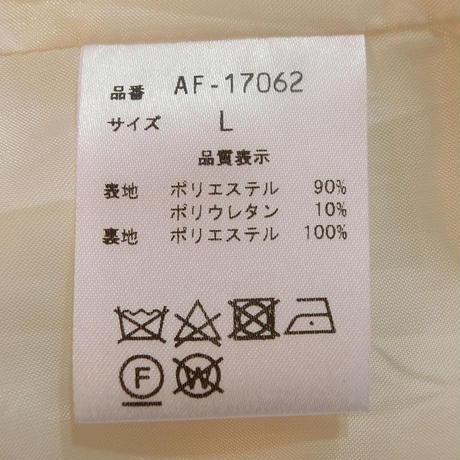 品番 AF-17062
サイズ L
品質表示
表地 ポリエステル 90%
ポリウレタン 10%
裏地 ポリエステル 100%
F W